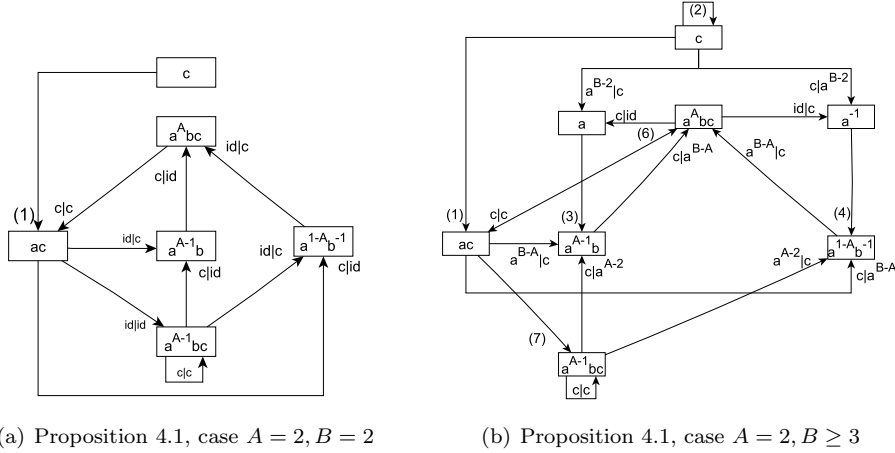 c
a^A bc
id|c
c|id
c|c
(1)
ac
id|c
a^{A-1}b
id|c
a^{1-A}b^{-1}
c|id
c|id
id|id
a^{A-1}bc
c|c
(a) Proposition 4.1, case A = 2, B = 2
(2)
c
a^{B-2}|c
c|a^{B-2}
a
c|id
a^A bc
id|c
a^{-1}
(6)
c|a^{B-A}
a^{B-A}|c
(1)
c|c
(3)
(4)
ac
a^{B-A}|c
a^{A-1}b
a^{1-A}b^{-1}
c|a^{A-2}
a^{A-2}|c
c|a^{B-A}
(7)
a^{A-1}bc
c|c
(b) Proposition 4.1, case A = 2, B ≥ 3